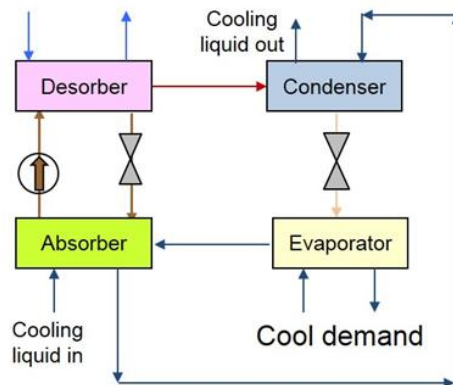 Cooling
liquid out
Desorber
Condenser
Absorber
Evaporator
Cooling
liquid in
Cool demand